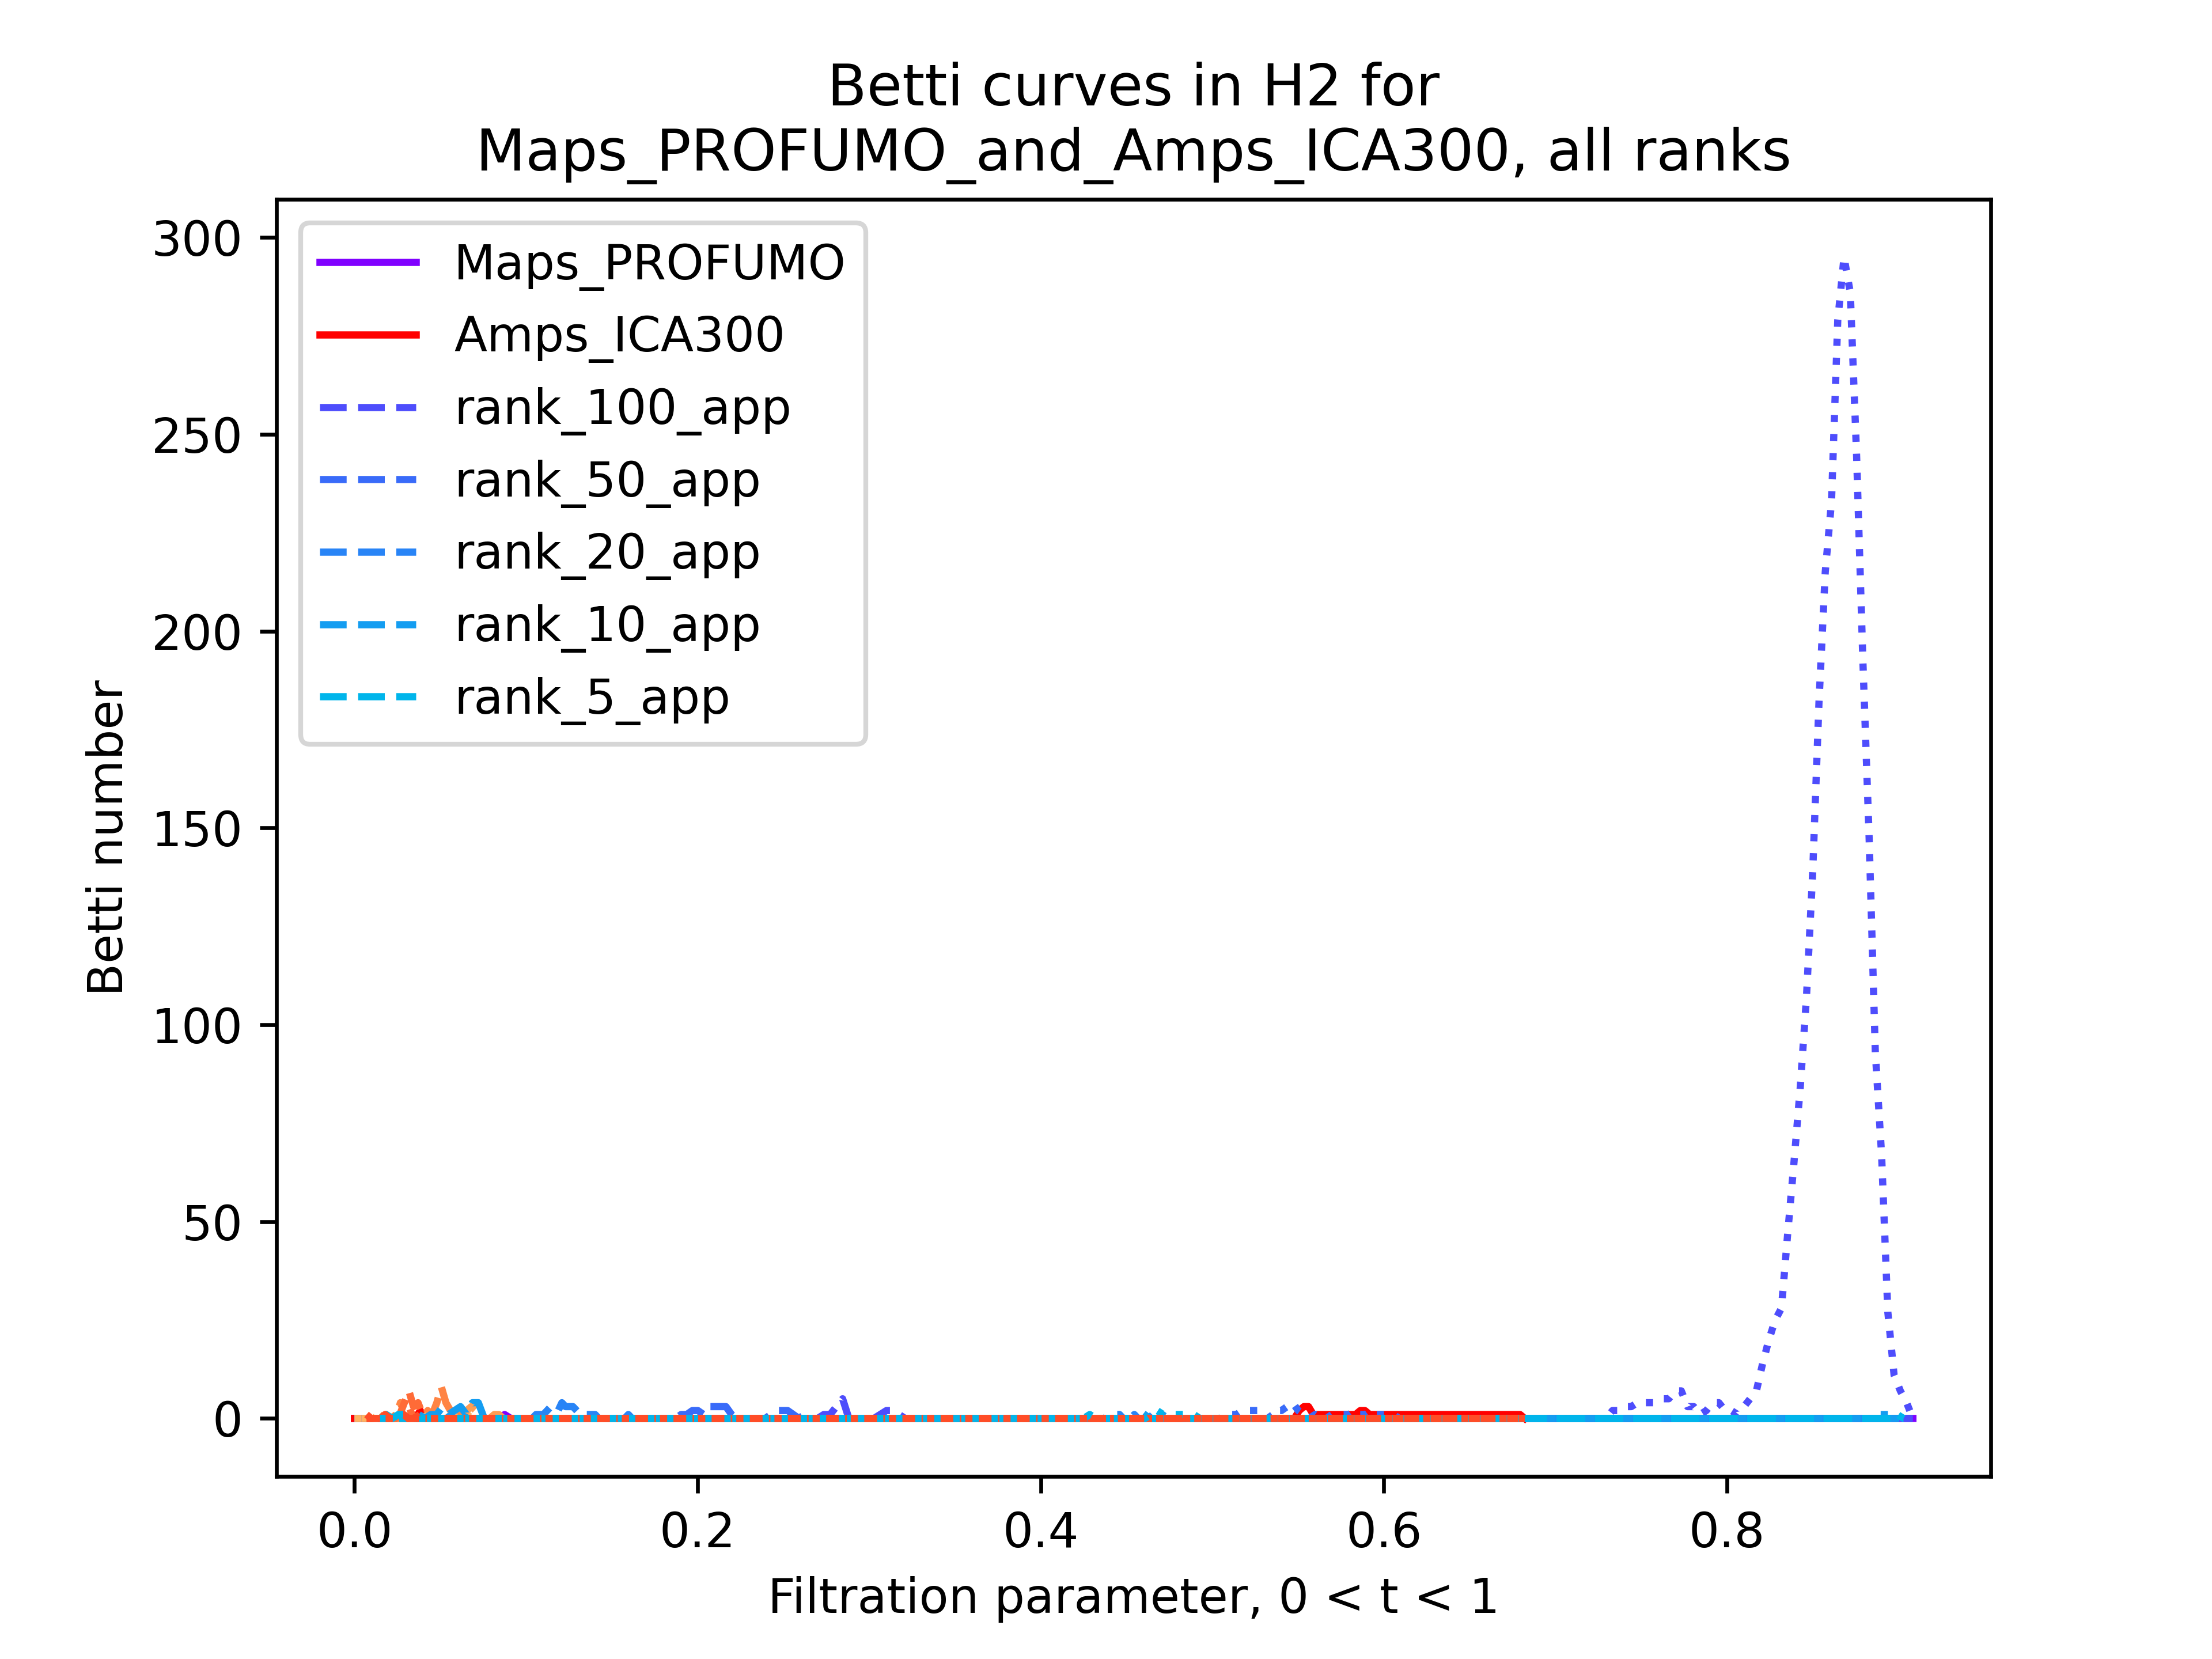 Betti curves in H2 for
Maps_PROFUMO_and_Amps_ICA300, all ranks
Maps_PROFUMO
Amps_ICA300
rank_100_app
rank_50_app
rank_20_app
rank_10_app
rank_5_app
Betti number
300
250
200
150
100
50
0
0.0 0.2 0.4 0.6 0.8
Filtration parameter, 0 < t < 1